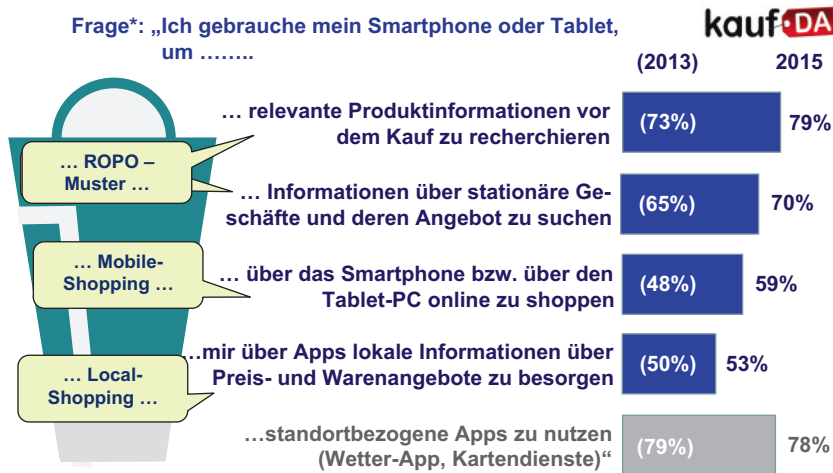 Frage*: „Ich gebrauche mein Smartphone oder Tablet,
um ……..
kaufDA
(2013) 2015
… relevante Produktinformationen vor
dem Kauf zu recherchieren
(73%) 79%
… ROPO –
Muster …
… Informationen über stationäre Ge-
schäfte und deren Angebot zu suchen
(65%) 70%
… Mobile-
Shopping …
… über das Smartphone bzw. über den
Tablet-PC online zu shoppen
(48%) 59%
…mir über Apps lokale Informationen über
Preis- und Warenangebote zu besorgen
(50%) 53%
… Local-
Shopping …
…standortbezogene Apps zu nutzen
(Wetter-App, Kartendienste)“
(79%) 78%